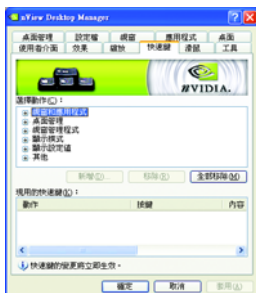 nView Desktop Manager
桌面管理 設定檔 視窗 應用程式 桌面
使用者介面 效果 縮放 快速鍵 滑鼠 工具
nVIDIA.
選擇動作(C)：
視窗和應用程式
桌面管理
視窗管理程式
顯示模式
顯示設定值
其他
新增(D)... 移除(R) 全部移除(M)
現用的快速鍵(U)：
動作 按鍵 內容
快速鍵的變更將立即生效。
確定 取消 套用(A)